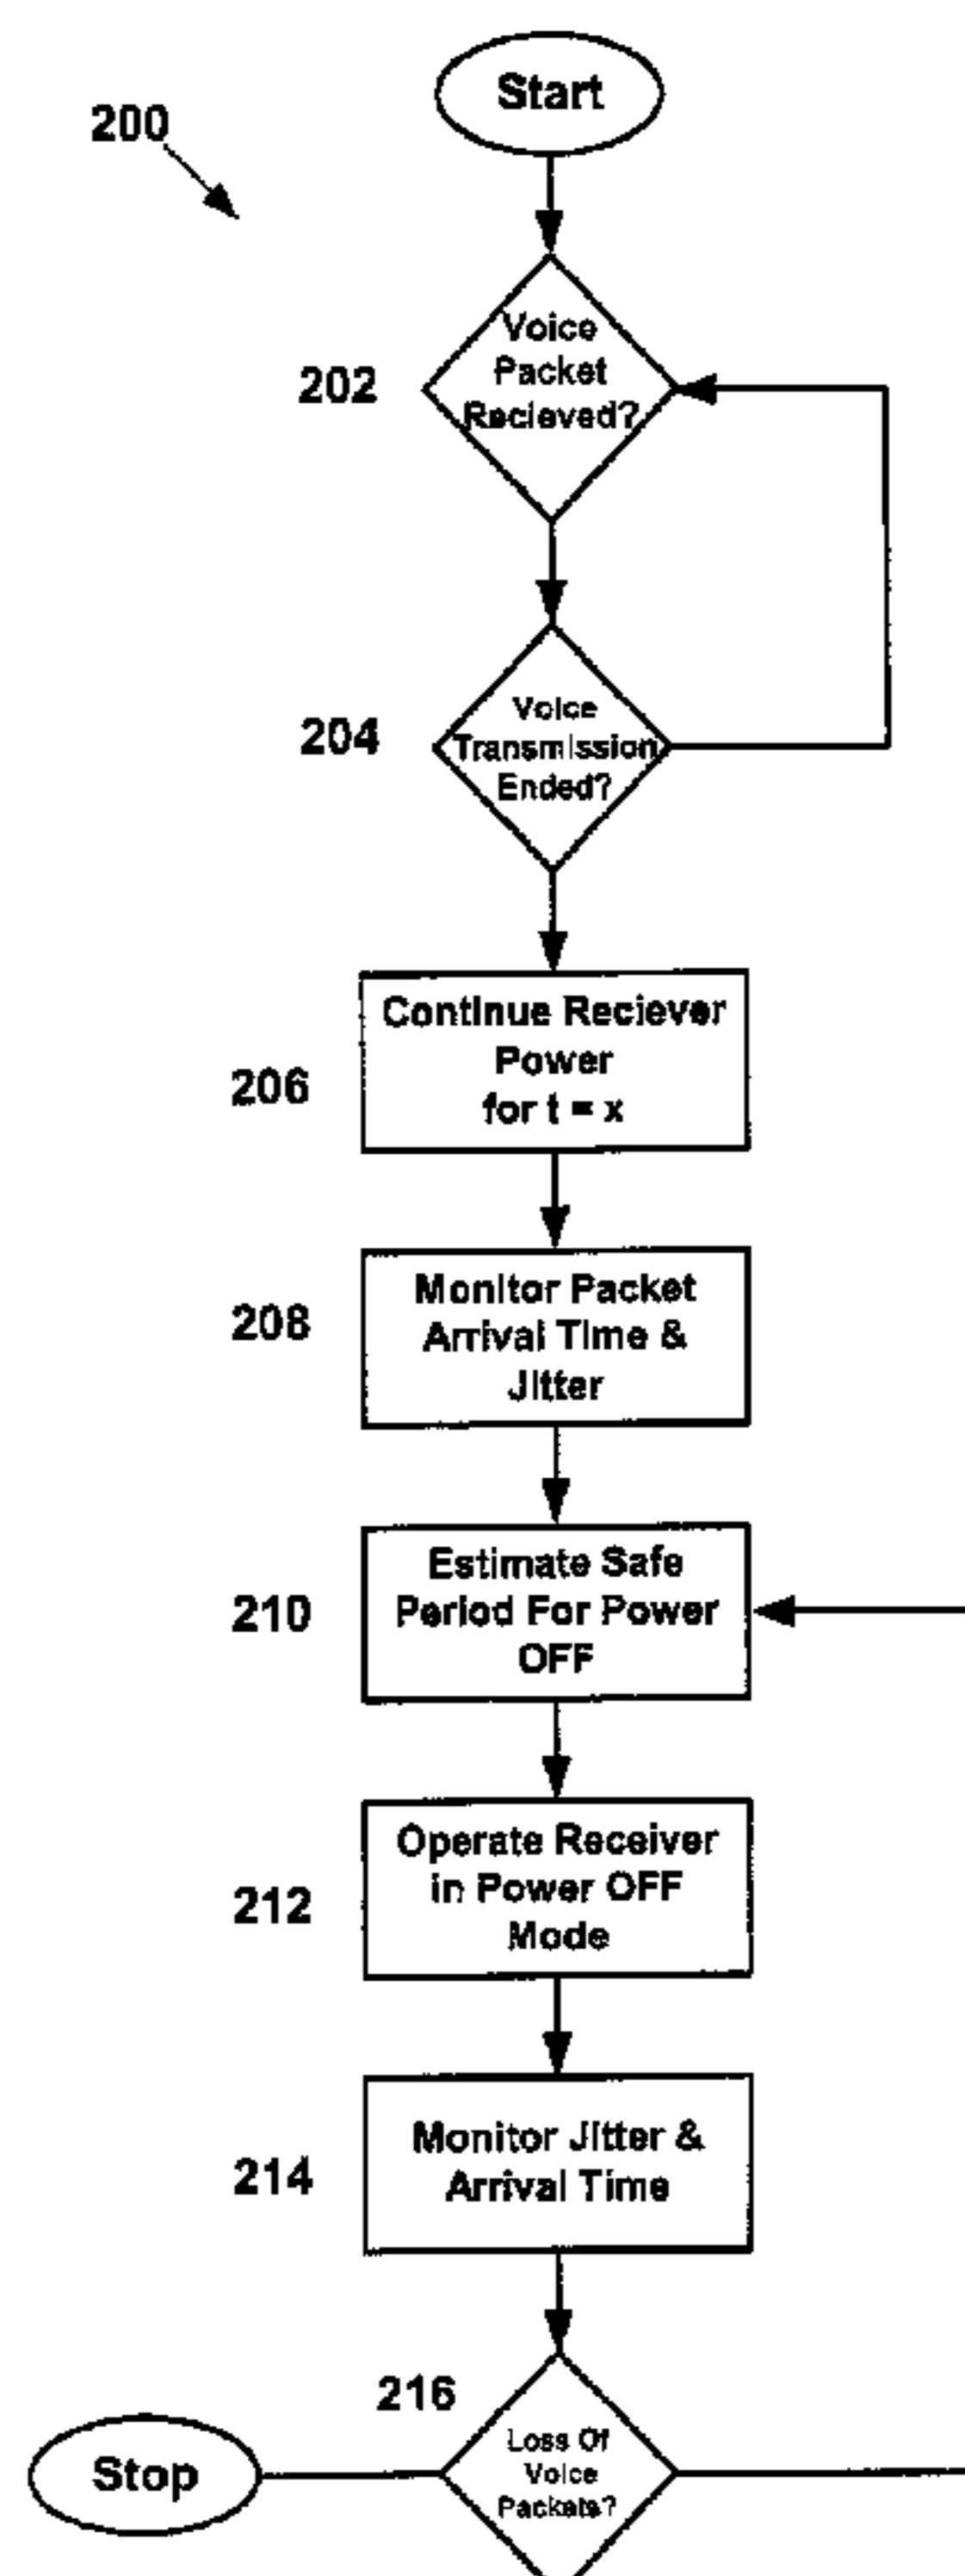 Start
200
Voice
Packet
Recieved?
202
Voice
Transmission
Ended?
204
Continue Reciever
Power
for t = x
206
Monitor Packet
Arrival Time &
Jitter
208
Estimate Safe
Period For Power
OFF
210
Operate Receiver
in Power OFF
Mode
212
Monitor Jitter &
Arrival Time
214
216
Loss Of
Voice
Packets?
Stop